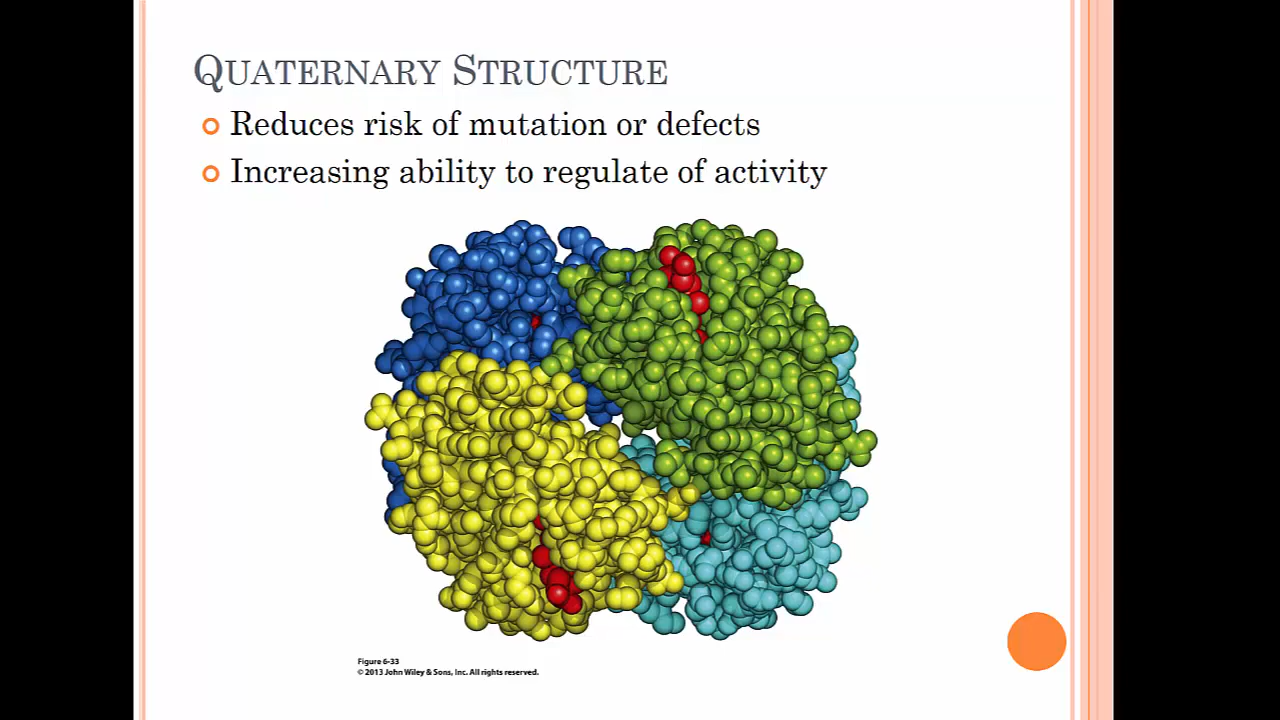 QUATERNARY STRUCTURE
Reduces risk of mutation or defects
Increasing ability to regulate of activity
Figure 6-33
© 2013 John Wiley & Sons, Inc. All rights reserved.